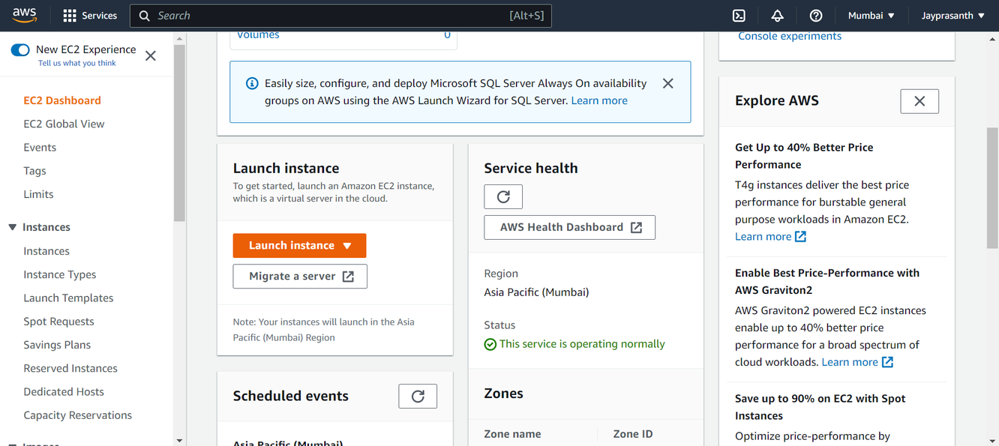 aws
Services
Search
[Alt+S]
Mumbai
Jayprasanth
New EC2 Experience
Tell us what you think
EC2 Dashboard
EC2 Global View
Events
Tags
Limits
Instances
Instances
Instance Types
Launch Templates
Spot Requests
Savings Plans
Reserved Instances
Dedicated Hosts
Capacity Reservations
Images
Volumes 0
Easily size, configure, and deploy Microsoft SQL Server Always On availability
groups on AWS using the AWS Launch Wizard for SQL Server. Learn more
Launch instance
To get started, launch an Amazon EC2 instance,
which is a virtual server in the cloud.
Launch instance
Migrate a server
Note: Your instances will launch in the Asia
Pacific (Mumbai) Region
Scheduled events
Asia Pacific (Mumbai)
Service health
AWS Health Dashboard
Region
Asia Pacific (Mumbai)
Status
This service is operating normally
Zones
Zone name Zone ID
Console experiments
Explore AWS
Get Up to 40% Better Price
Performance
T4g instances deliver the best price
performance for burstable general
purpose workloads in Amazon EC2.
Learn more
Enable Best Price-Performance with
AWS Graviton2
AWS Graviton2 powered EC2 instances
enable up to 40% better price
performance for a broad spectrum of
cloud workloads. Learn more
Save up to 90% on EC2 with Spot
Instances
Optimize price-performance by